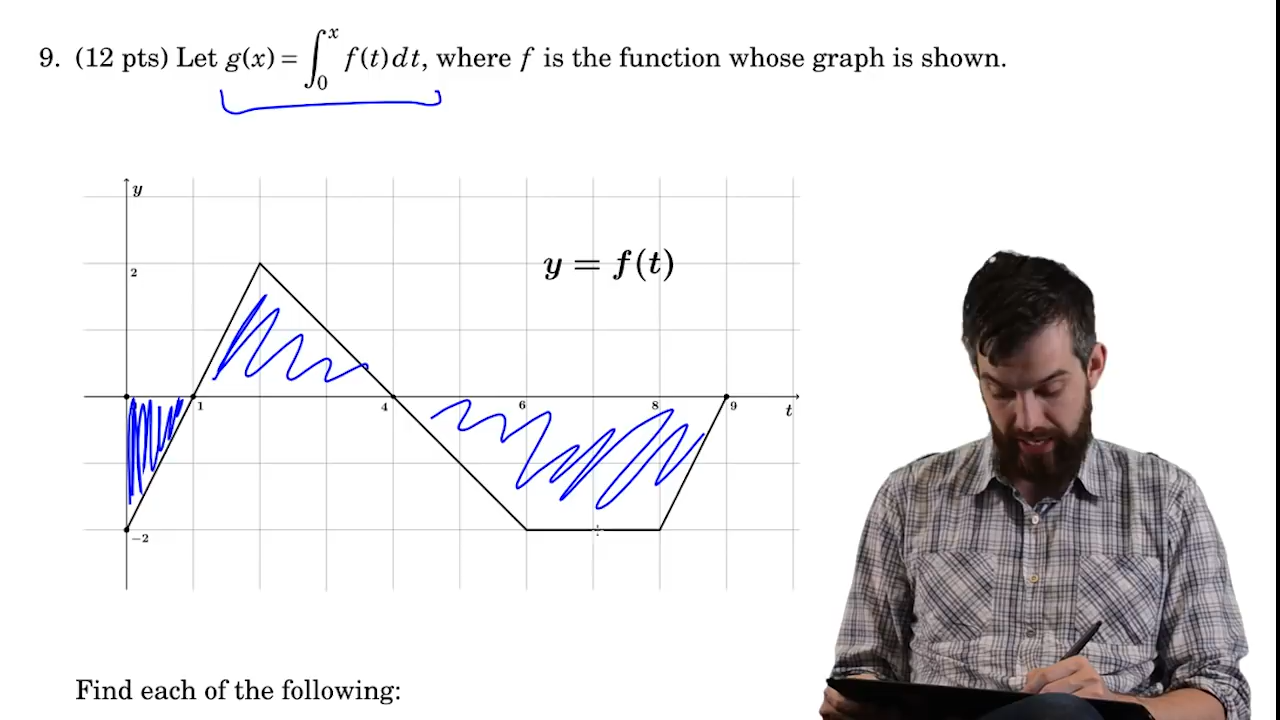 9. (12 pts) Let g(x) = ∫₀ˣ f(t)dt, where f is the function whose graph is shown.
y
2
y = f(t)
1
4
6
8
9
t
−2
Find each of the following: